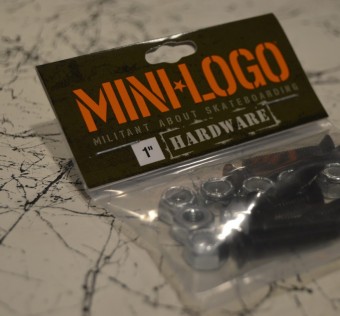 MINI★LOGO
MILITANT ABOUT SKATEBOARDING
1"
HARDWARE